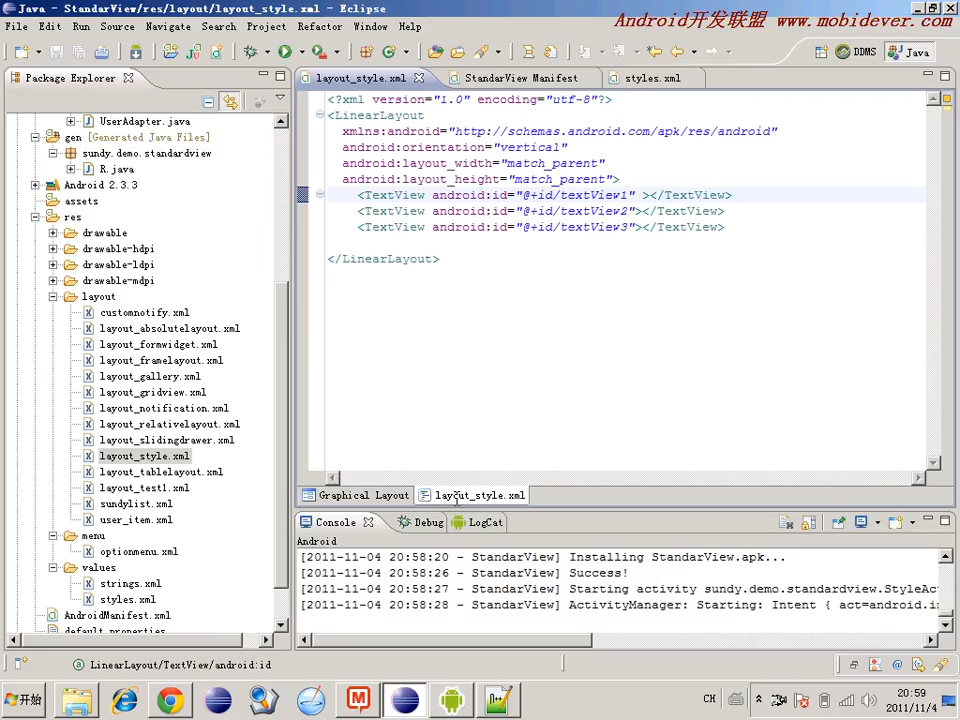 Java - StandarView/res/layout/layout_style.xml - Eclipse
Android开发联盟 www.mobidever.com
File Edit Run Source Navigate Search Project Refactor Window Help
DDMS Java
Package Explorer
layout_style.xml StandarView Manifest styles.xml
UserAdapter.java
gen [Generated Java Files]
sundy.demo.standarview
R.java
Android 2.3.3
assets
res
drawable
drawable-hdpi
drawable-ldpi
drawable-mdpi
layout
customnotify.xml
layout_absolutelayout.xml
layout_formwidget.xml
layout_framelayout.xml
layout_gallery.xml
layout_gridview.xml
layout_notification.xml
layout_relativelayout.xml
layout_slidingdrawer.xml
layout_style.xml
layout_tablelayout.xml
layout_test1.xml
sundylist.xml
user_item.xml
menu
optionmenu.xml
values
strings.xml
styles.xml
AndroidManifest.xml
default.properties
<?xml version="1.0" encoding="utf-8"?>
<LinearLayout
xmlns:android="http://schemas.android.com/apk/res/android"
android:orientation="vertical"
android:layout_width="match_parent"
android:layout_height="match_parent">
<TextView android:id="@+id/textView1" ></TextView>
<TextView android:id="@+id/textView2"></TextView>
<TextView android:id="@+id/textView3"></TextView>
</LinearLayout>
Graphical Layout layout_style.xml
Console Debug LogCat
Android
[2011-11-04 20:58:20 - StandarView] Installing StandarView.apk...
[2011-11-04 20:58:26 - StandarView] Success!
[2011-11-04 20:58:27 - StandarView] Starting activity sundy.demo.standarview.StyleAc
[2011-11-04 20:58:28 - StandarView] ActivityManager: Starting: Intent { act=android.i
LinearLayout/TextView/android:id
开始
CH
20:59
2011/11/4